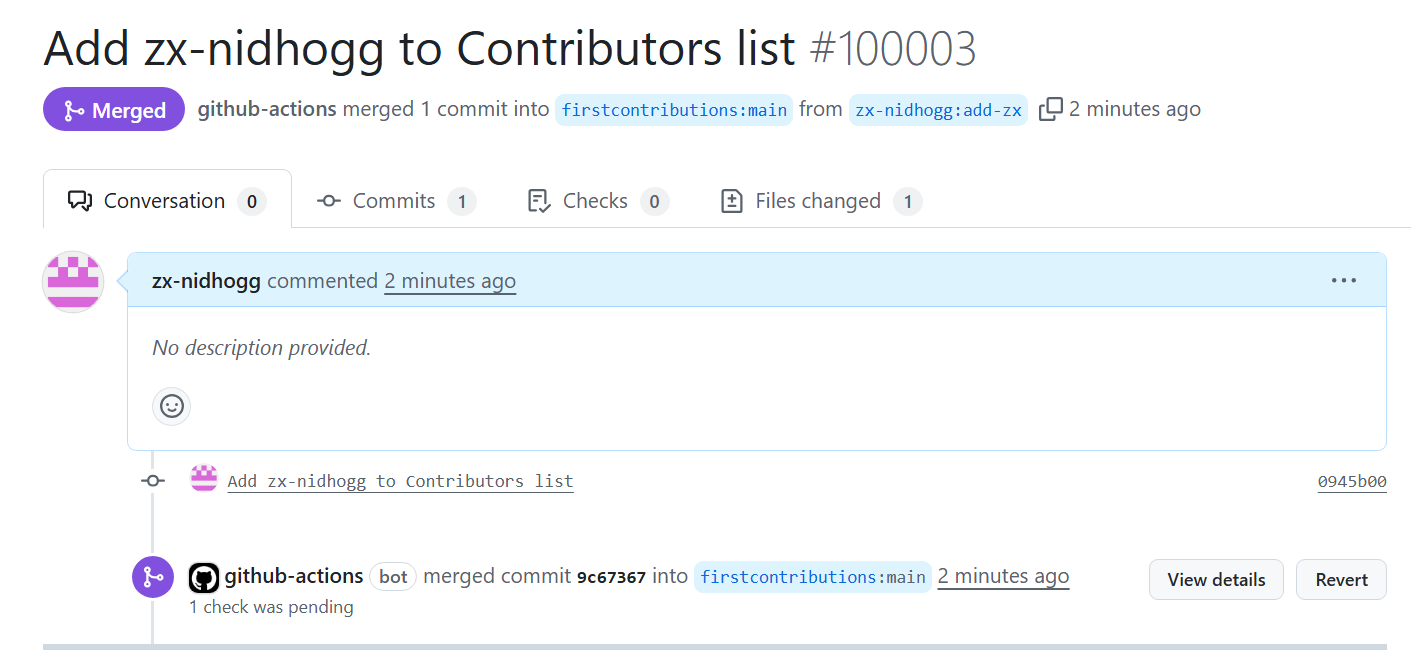 Add zx-nidhogg to Contributors list #100003
Merged github-actions merged 1 commit into firstcontributions:main from zx-nidhogg:add-zx 2 minutes ago
Conversation 0 Commits 1 Checks 0 Files changed 1
zx-nidhogg commented 2 minutes ago
No description provided.
Add zx-nidhogg to Contributors list 0945b00
github-actions bot merged commit 9c67367 into firstcontributions:main 2 minutes ago View details Revert
1 check was pending